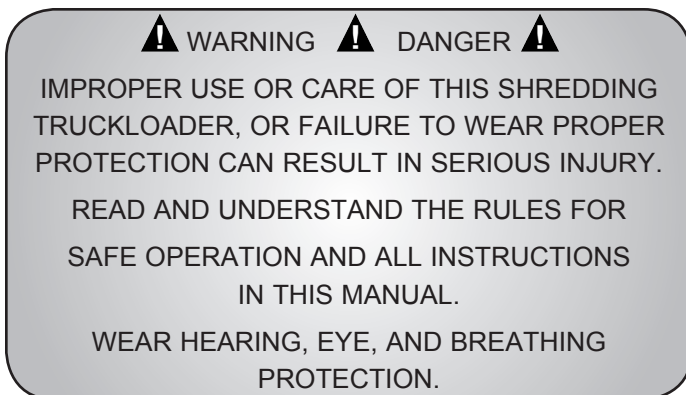 WARNING DANGER
IMPROPER USE OR CARE OF THIS SHREDDING
TRUCKLOADER, OR FAILURE TO WEAR PROPER
PROTECTION CAN RESULT IN SERIOUS INJURY.
READ AND UNDERSTAND THE RULES FOR
SAFE OPERATION AND ALL INSTRUCTIONS
IN THIS MANUAL.
WEAR HEARING, EYE, AND BREATHING
PROTECTION.